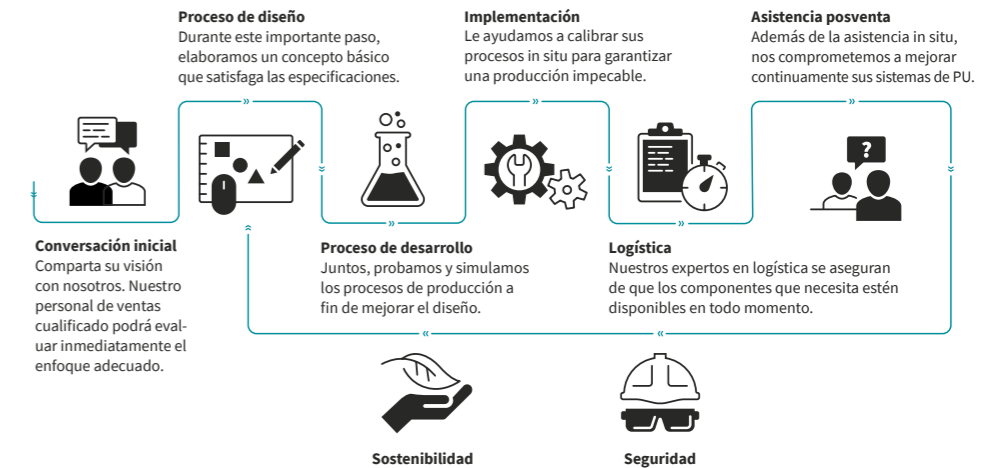 Proceso de diseño
Durante este importante paso,
elaboramos un concepto básico
que satisfaga las especificaciones.
Implementación
Le ayudamos a calibrar sus
procesos in situ para garantizar
una producción impecable.
Asistencia posventa
Además de la asistencia in situ,
nos comprometemos a mejorar
continuamente sus sistemas de PU.
?
Conversación inicial
Comparta su visión
con nosotros. Nuestro
personal de ventas
cualificado podrá eval-
uar inmediatamente el
enfoque adecuado.
Proceso de desarrollo
Juntos, probamos y simulamos
los procesos de producción a
fin de mejorar el diseño.
Logística
Nuestros expertos en logística se aseguran
de que los componentes que necesita estén
disponibles en todo momento.
Sostenibilidad
Seguridad